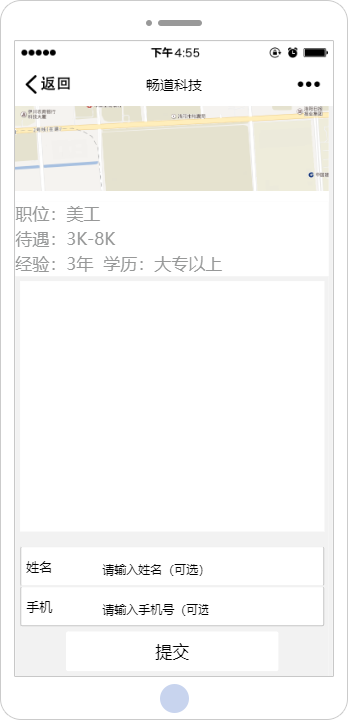 下午4:55
返回
畅道科技
职位：美工
待遇：3K-8K
经验：3年 学历：大专以上
姓名
请输入姓名（可选）
手机
请输入手机号（可选
提交